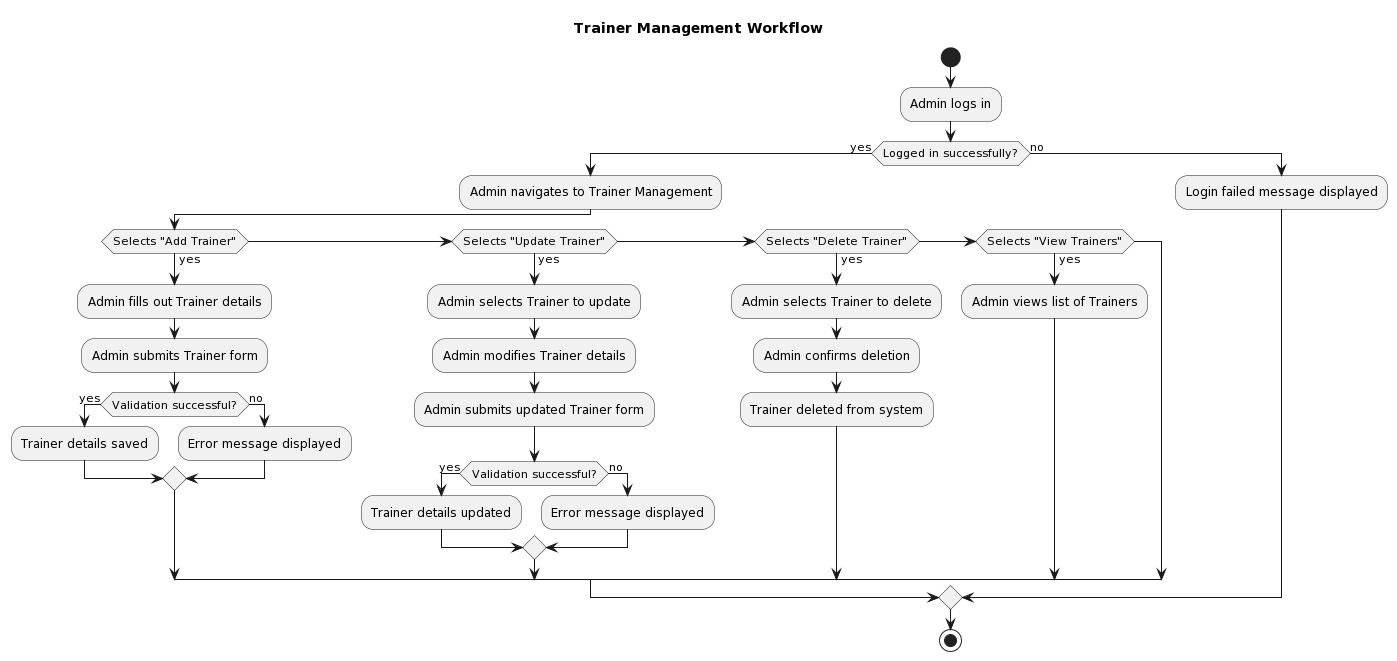 Trainer Management Workflow
Admin logs in
yes
Logged in successfully?
no
Admin navigates to Trainer Management
Login failed message displayed
Selects "Add Trainer"
Selects "Update Trainer"
Selects "Delete Trainer"
Selects "View Trainers"
yes
yes
yes
yes
Admin fills out Trainer details
Admin selects Trainer to update
Admin selects Trainer to delete
Admin views list of Trainers
Admin submits Trainer form
Admin modifies Trainer details
Admin confirms deletion
yes
Validation successful?
no
Admin submits updated Trainer form
Trainer deleted from system
Trainer details saved
Error message displayed
yes
Validation successful?
no
Trainer details updated
Error message displayed